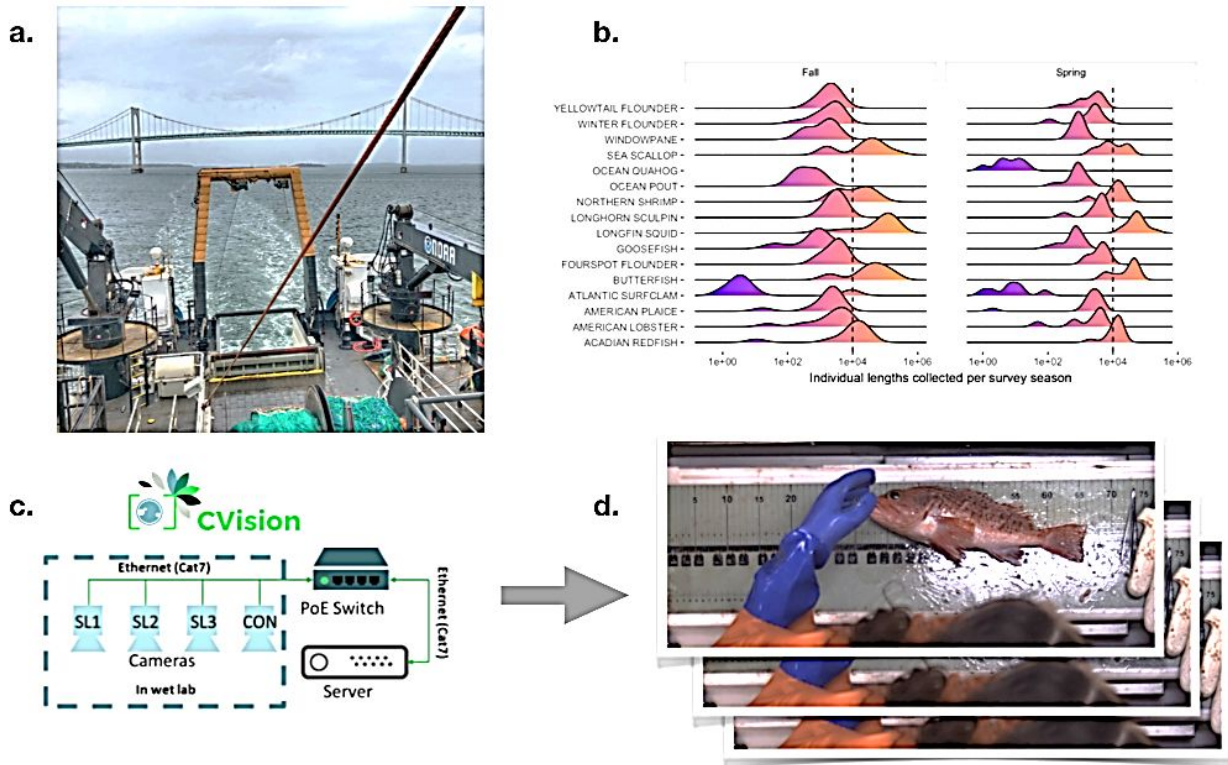 a.
NOAA
b.
Fall
Spring
YELLOWTAIL FLOUNDER
WINTER FLOUNDER
WINDOWPANE
SEA SCALLOP
OCEAN QUAHOG
OCEAN POUT
NORTHERN SHRIMP
LONGHORN SCULPIN
LONGFIN SQUID
GOOSEFISH
FOURSPOT FLOUNDER
BUTTERFISH
ATLANTIC SURFCLAM
AMERICAN PLAICE
AMERICAN LOBSTER
ACADIAN REDFISH
1e+00 1e+02 1e+04 1e+06 1e+00 1e+02 1e+04 1e+06
Individual lengths collected per survey season
c.
CVision
Ethernet (Cat7)
SL1 SL2 SL3 CON
Cameras
In wet lab
PoE Switch
Server
Ethernet (Cat7)
d.
5 10 15 20 55 60 65 70
75
75
75